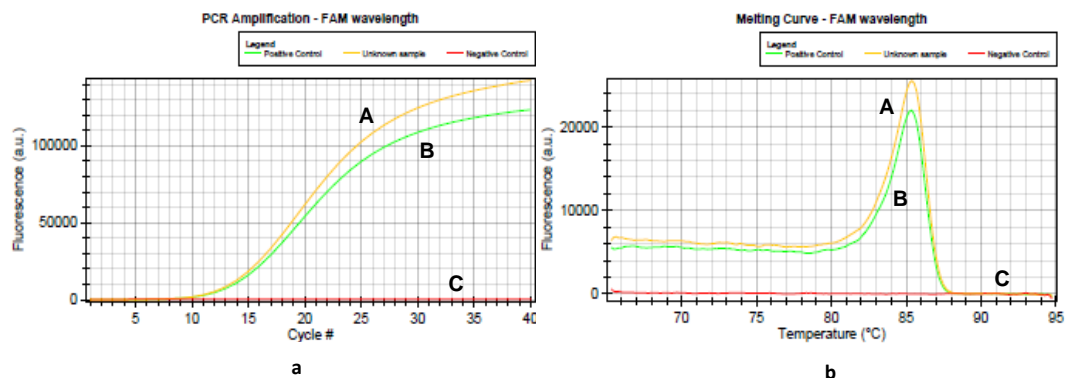 PCR Amplification - FAM wavelength
Legend
Positive Control Unknown sample Negative Control
Fluorescence (a.u.)
100000
50000
0
A
B
C
5 10 15 20 25 30 35 40
Cycle #
a
Melting Curve - FAM wavelength
Legend
Positive Control Unknown sample Negative Control
Fluorescence (a.u.)
20000
10000
0
A
B
C
70 75 80 85 90 95
Temperature (°C)
b